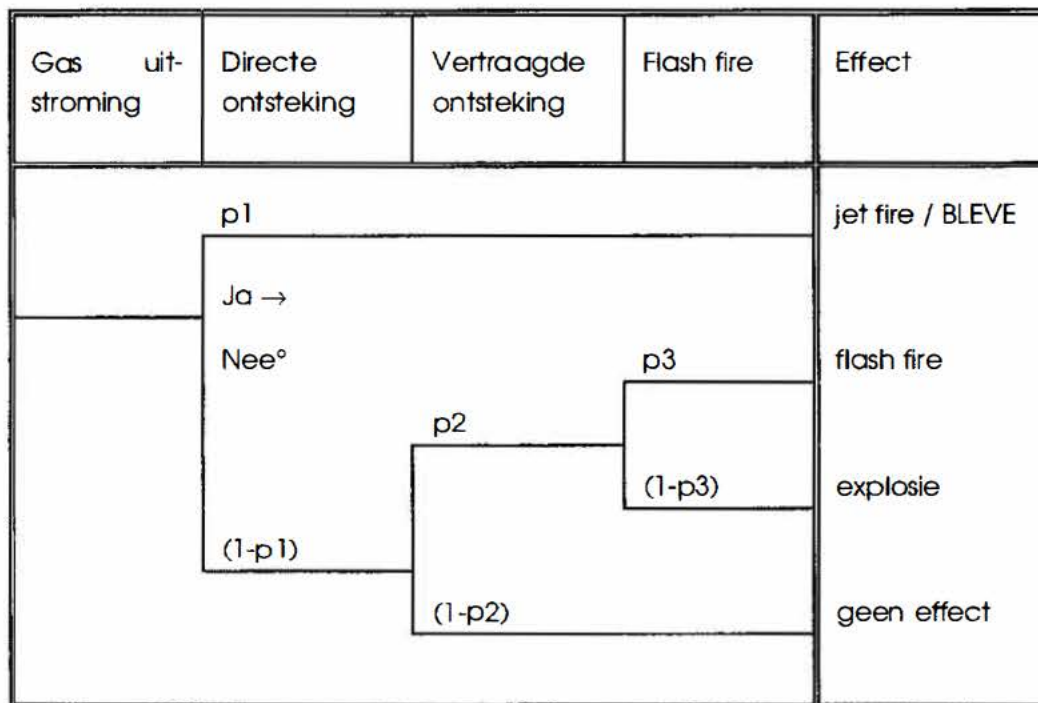 Gas uit-
stroming
Directe
ontsteking
Vertraagde
ontsteking
Flash fire
Effect
p1
jet fire / BLEVE
Ja →
Nee°
p3
flash fire
p2
(1-p3)
explosie
(1-p1)
(1-p2)
geen effect